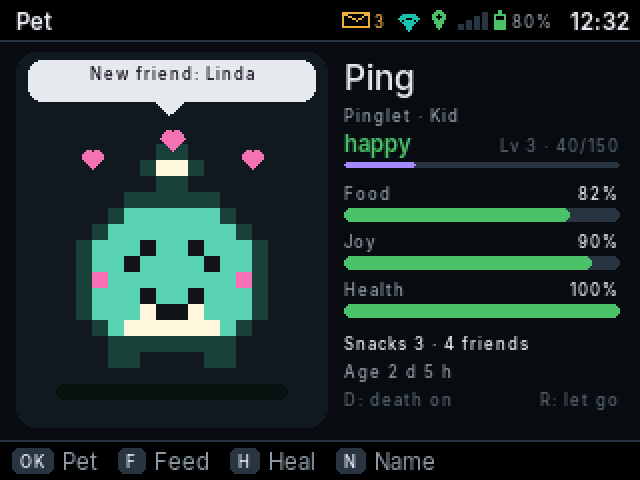 Pet 3 80% 12:32
New friend: Linda
Ping
Pinglet · Kid
happy Lv 3 · 40/150
Food 82%
Joy 90%
Health 100%
Snacks 3 · 4 friends
Age 2 d 5 h
D: death on R: let go
OK Pet F Feed H Heal N Name